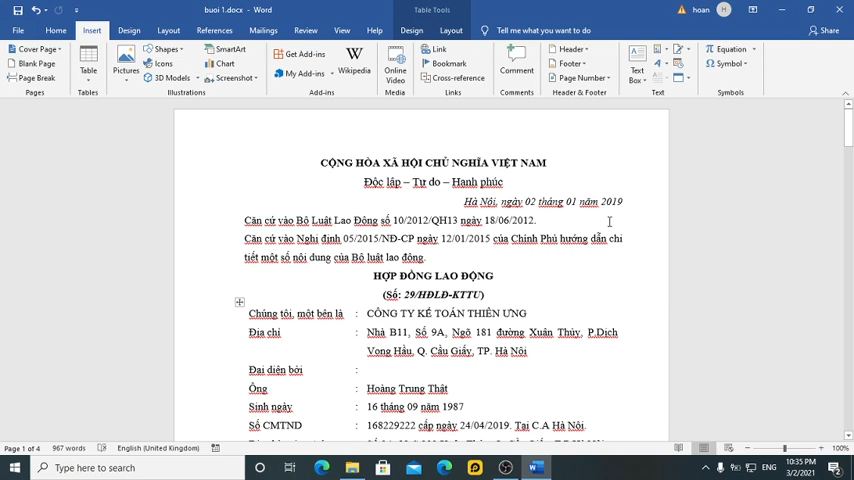 buoi 1.docx - Word
Table Tools
hoan
H
File
Home
Insert
Design
Layout
References
Mailings
Review
View
Help
Design
Layout
Tell me what you want to do
Share
Cover Page
Blank Page
Page Break
Pages
Table
Tables
Pictures
Shapes
Icons
3D Models
SmartArt
Chart
Screenshot
Illustrations
Get Add-ins
My Add-ins
Wikipedia
Add-ins
Online Video
Media
Link
Bookmark
Cross-reference
Links
Comment
Comments
Header
Footer
Page Number
Header & Footer
Text Box
Text
Equation
Symbol
Symbols
CỘNG HÒA XÃ HỘI CHỦ NGHĨA VIỆT NAM
Độc lập – Tự do – Hạnh phúc
Hà Nội, ngày 02 tháng 01 năm 2019
Căn cứ vào Bộ Luật Lao Động số 10/2012/QH13 ngày 18/06/2012.
Căn cứ vào Nghị định 05/2015/NĐ-CP ngày 12/01/2015 của Chính Phủ hướng dẫn chi
tiết một số nội dung của Bộ luật lao động.
HỢP ĐỒNG LAO ĐỘNG
(Số: 29/HĐLĐ-KTTU)
Chúng tôi, một bên là : CÔNG TY KẾ TOÁN THIÊN ƯNG
Địa chỉ : Nhà B11, Số 9A, Ngõ 181 đường Xuân Thủy, P.Dịch
Vọng Hậu, Q. Cầu Giấy, TP. Hà Nội
Đại diện bởi :
Ông : Hoàng Trung Thật
Sinh ngày : 16 tháng 09 năm 1987
Số CMTND : 168229222 cấp ngày 24/04/2019. Tại C.A Hà Nội.
Page 1 of 4
967 words
English (United Kingdom)
100%
Type here to search
ENG
10:35 PM
3/2/2021
2